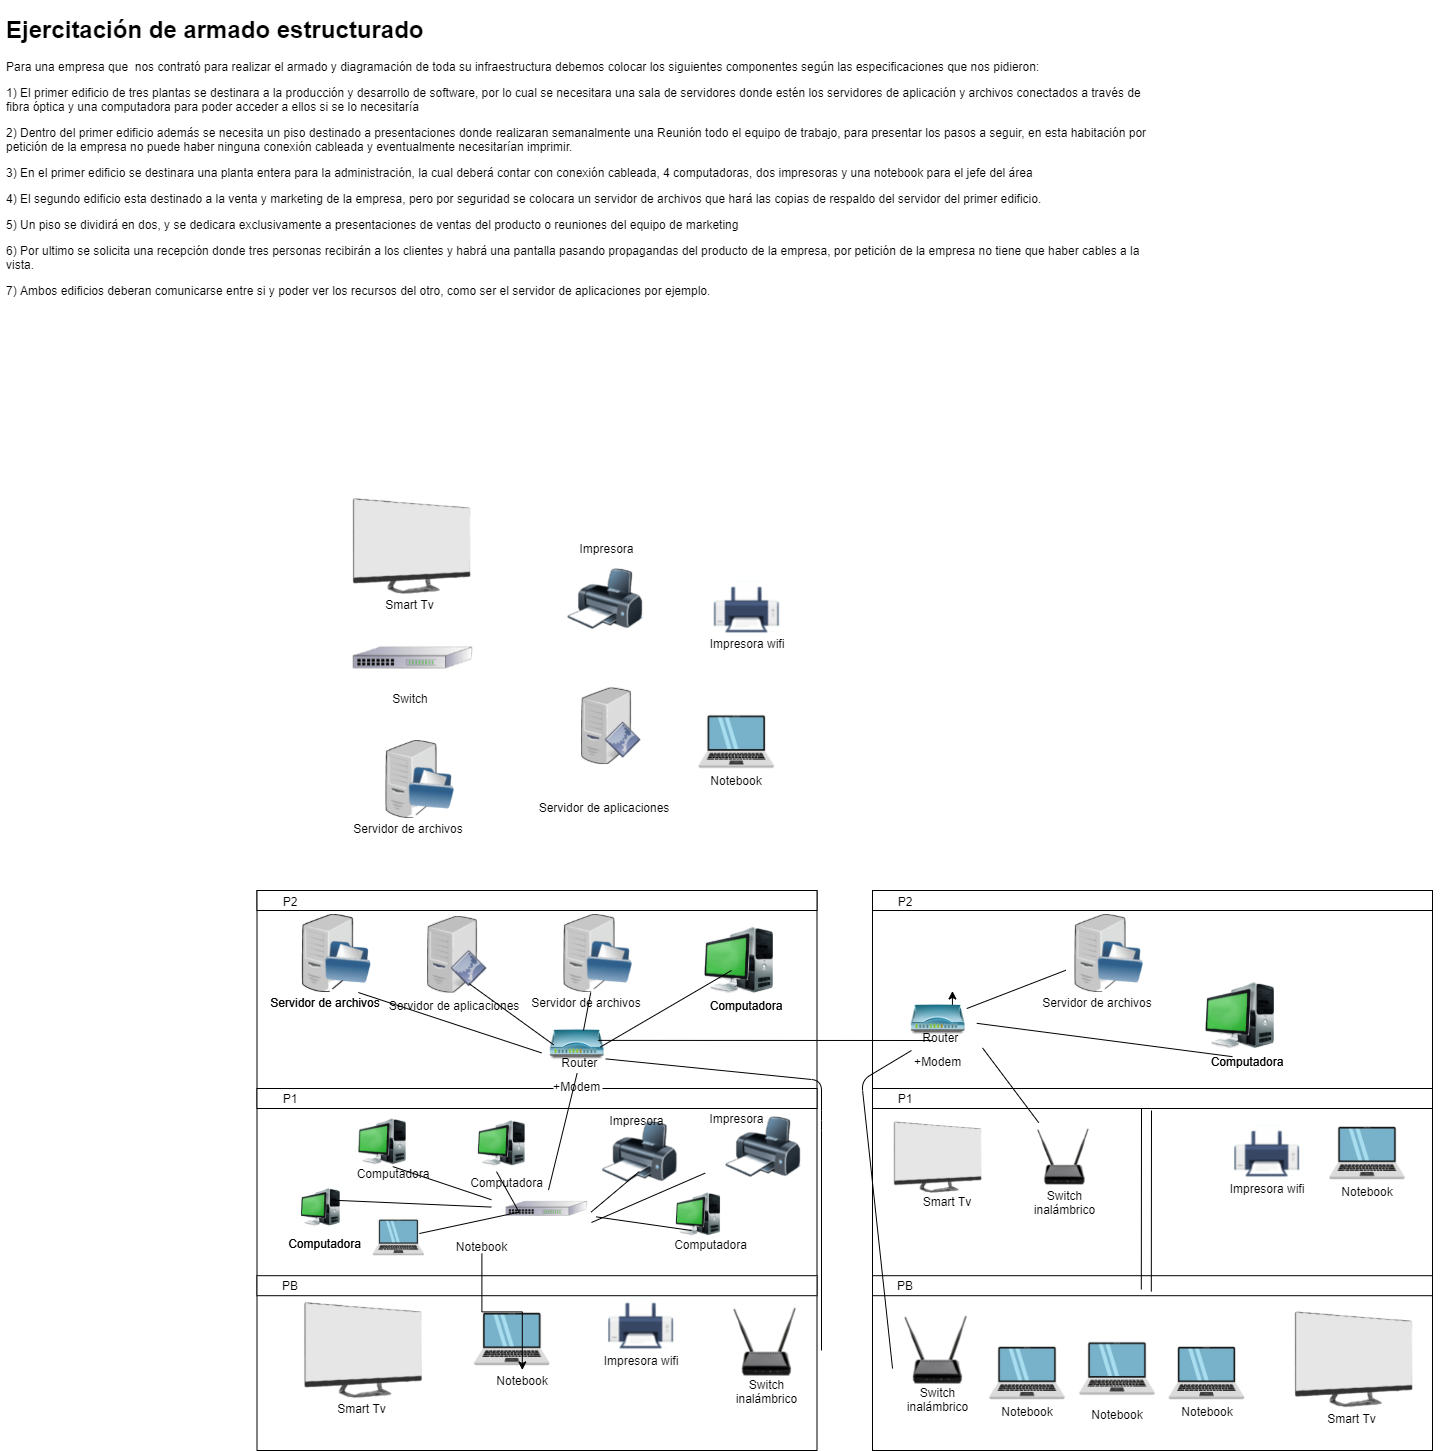 Ejercitación de armado estructurado
Para una empresa que  nos contrató para realizar el armado y diagramación de toda su infraestructura debemos colocar los siguientes componentes según las especificaciones que nos pidieron:
1) El primer edificio de tres plantas se destinara a la producción y desarrollo de software, por lo cual se necesitara una sala de servidores donde estén los servidores de aplicación y archivos conectados a través de
fibra óptica y una computadora para poder acceder a ellos si se lo necesitaría
2) Dentro del primer edificio además se necesita un piso destinado a presentaciones donde realizaran semanalmente una Reunión todo el equipo de trabajo, para presentar los pasos a seguir, en esta habitación por
petición de la empresa no puede haber ninguna conexión cableada y eventualmente necesitarían imprimir.
3) En el primer edificio se destinara una planta entera para la administración, la cual deberá contar con conexión cableada, 4 computadoras, dos impresoras y una notebook para el jefe del área
4) El segundo edificio esta destinado a la venta y marketing de la empresa, pero por seguridad se colocara un servidor de archivos que hará las copias de respaldo del servidor del primer edificio.
5) Un piso se dividirá en dos, y se dedicara exclusivamente a presentaciones de ventas del producto o reuniones del equipo de marketing
6) Por ultimo se solicita una recepción donde tres personas recibirán a los clientes y habrá una pantalla pasando propagandas del producto de la empresa, por petición de la empresa no tiene que haber cables a la
vista.
7) Ambos edificios deberan comunicarse entre si y poder ver los recursos del otro, como ser el servidor de aplicaciones por ejemplo.
Impresora
Smart Tv
Impresora wifi
Switch
Notebook
Servidor de aplicaciones
Servidor de archivos
P2
Servidor de archivos
Servidor de aplicaciones
Servidor de archivos
Computadora
Router
+Modem
P1
Impresora
Impresora
Computadora
Computadora
Computadora
Notebook
Computadora
PB
Smart Tv
Notebook
Impresora wifi
Switch
inalámbrico
P2
Servidor de archivos
Router
+Modem
Computadora
P1
Smart Tv
Switch
inalámbrico
Impresora wifi
Notebook
PB
Switch
inalámbrico
Notebook
Notebook
Notebook
Smart Tv